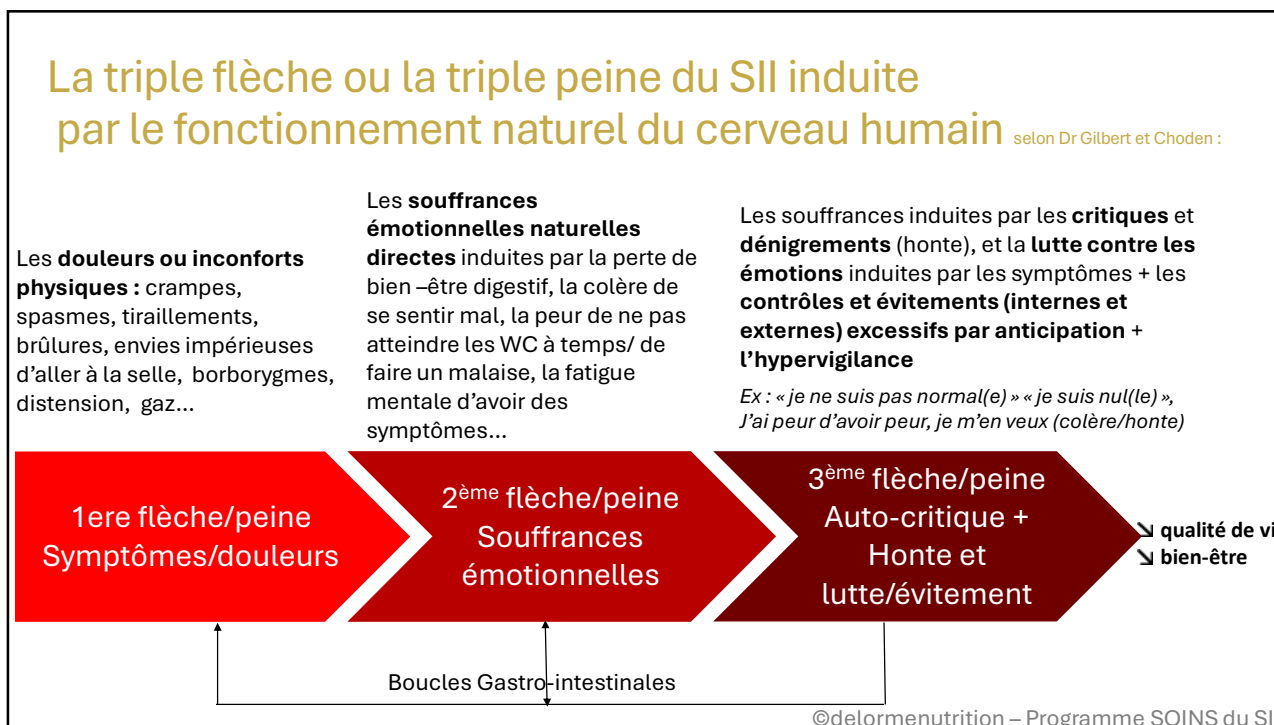 La triple flèche ou la triple peine du SII induite
par le fonctionnement naturel du cerveau humain selon Dr Gilbert et Choden :
Les douleurs ou inconforts
physiques : crampes,
spasmes, tiraillements,
brûlures, envies impérieuses
d’aller à la selle, borborygmes,
distension, gaz…
Les souffrances
émotionnelles naturelles
directes induites par la perte de
bien –être digestif, la colère de
se sentir mal, la peur de ne pas
atteindre les WC à temps/ de
faire un malaise, la fatigue
mentale d’avoir des
symptômes…
Les souffrances induites par les critiques et
dénigrements (honte), et la lutte contre les
émotions induites par les symptômes + les
contrôles et évitements (internes et
externes) excessifs par anticipation +
l’hypervigilance
Ex : « je ne suis pas normal(e) » « je suis nul(le) »,
J’ai peur d’avoir peur, je m’en veux (colère/honte)
1ere flèche/peine
Symptômes/douleurs
2ème flèche/peine
Souffrances
émotionnelles
3ème flèche/peine
Auto-critique +
Honte et
lutte/évitement
↘ qualité de vi
↘ bien-être
Boucles Gastro-intestinales
©delormenutrition – Programme SOINS du SI